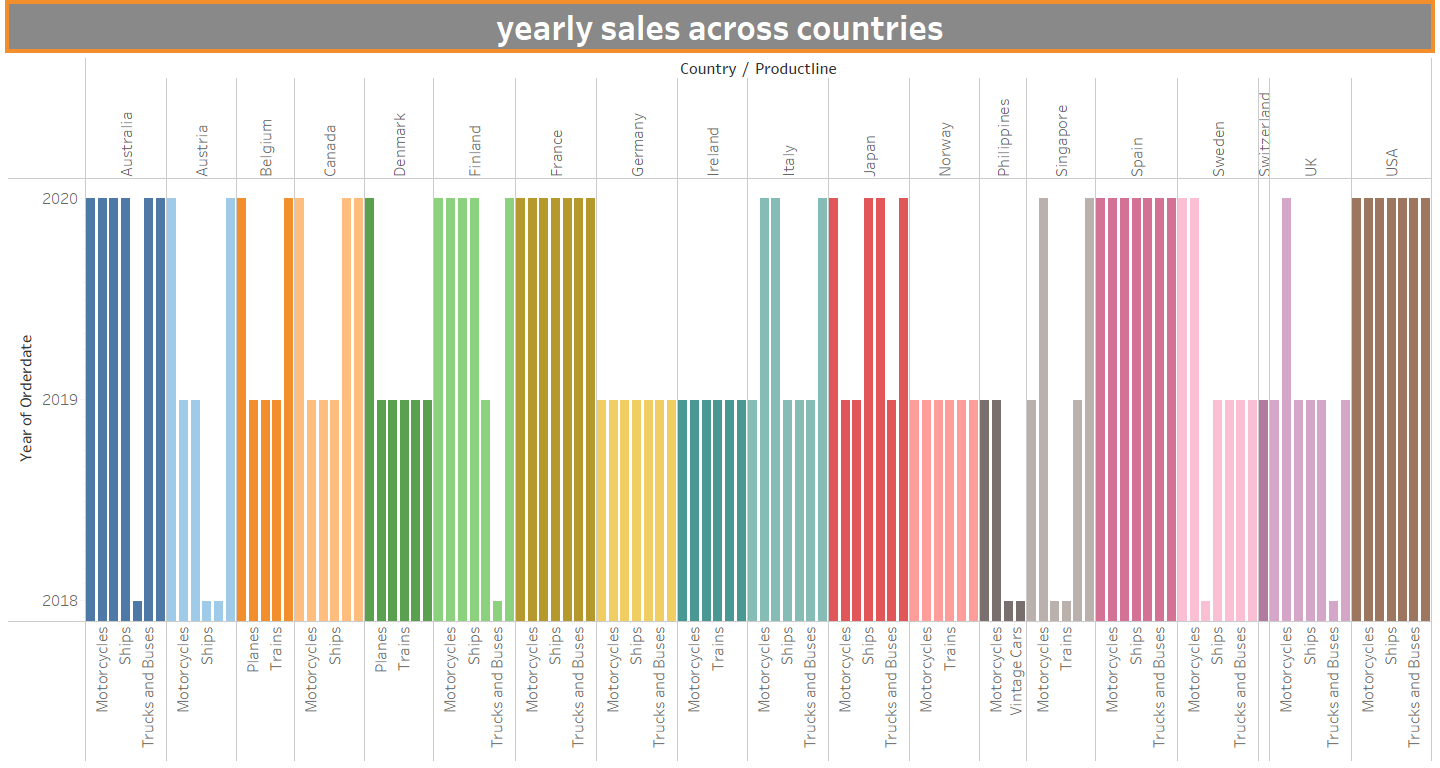 yearly sales across countries
Country / Productline
Australia
Austria
Belgium
Canada
Denmark
Finland
France
Germany
Ireland
Italy
Japan
Norway
Philippines
Singapore
Spain
Sweden
Switzerland
UK
USA
2020
2019
2018
Year of Orderdate
Motorcycles
Ships
Trucks and Buses
Motorcycles
Ships
Planes
Trains
Motorcycles
Ships
Planes
Trains
Motorcycles
Ships
Trucks and Buses
Motorcycles
Ships
Trucks and Buses
Motorcycles
Ships
Trucks and Buses
Motorcycles
Trains
Motorcycles
Ships
Trucks and Buses
Motorcycles
Ships
Trucks and Buses
Motorcycles
Trains
Motorcycles
Vintage Cars
Motorcycles
Trains
Motorcycles
Ships
Trucks and Buses
Motorcycles
Ships
Trucks and Buses
Motorcycles
Ships
Trucks and Buses
Motorcycles
Ships
Trucks and Buses